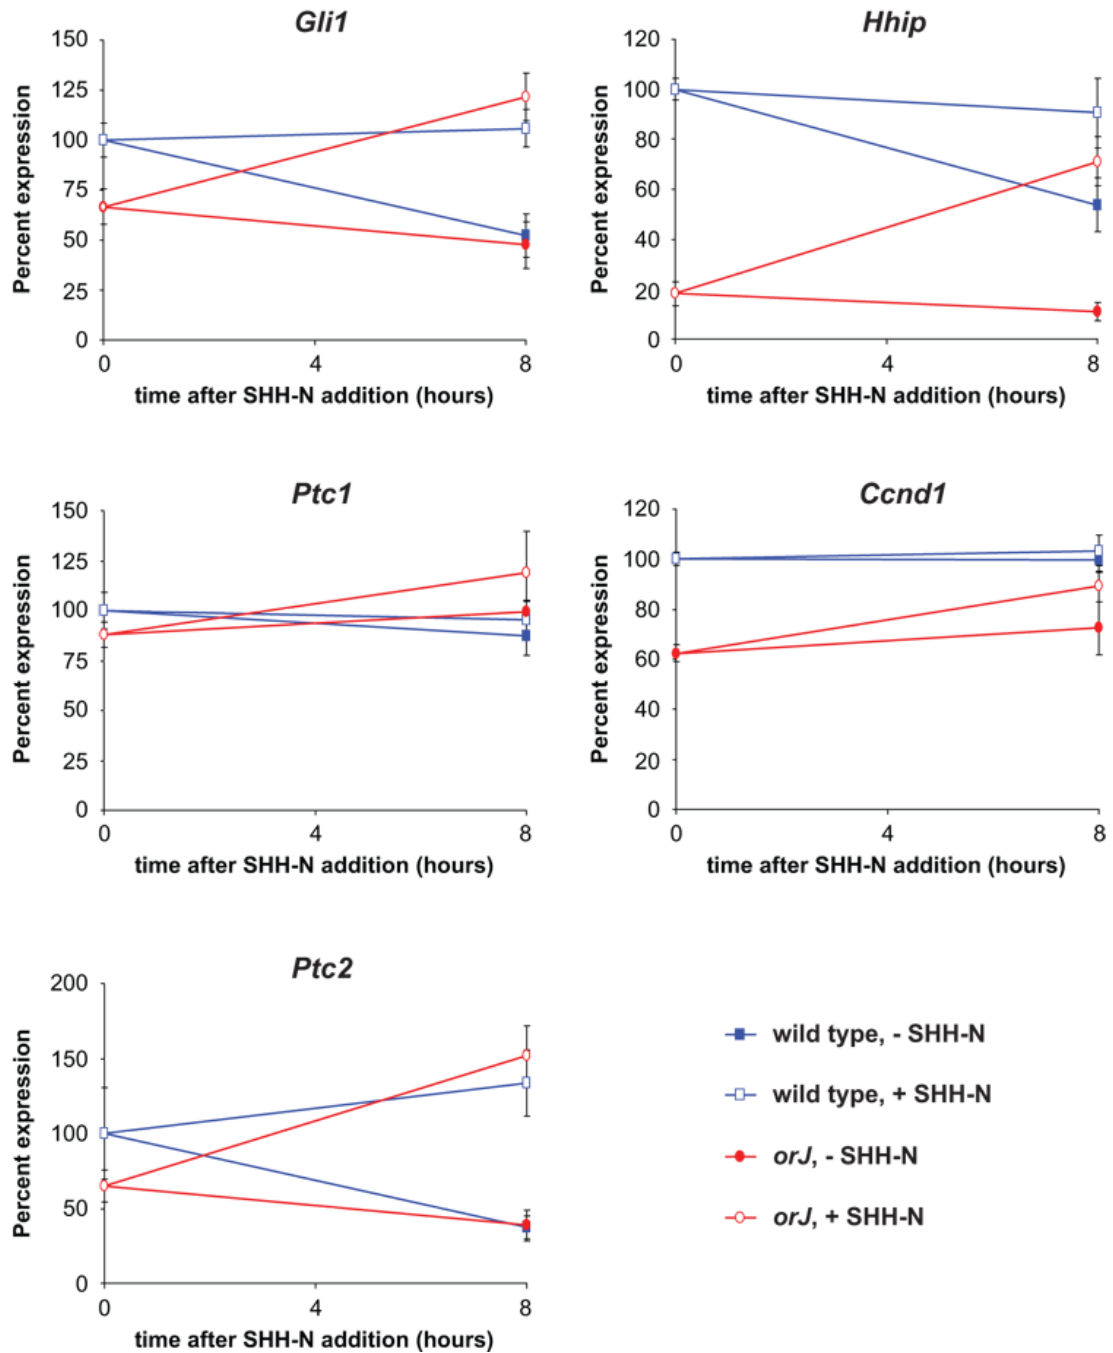 Gli1
150
125
100
75
50
25
0
Percent expression
0 4 8
time after SHH-N addition (hours)
Hhip
120
100
80
60
40
20
0
Percent expression
0 4 8
time after SHH-N addition (hours)
Ptc1
150
125
100
75
50
25
0
Percent expression
0 4 8
time after SHH-N addition (hours)
Ccnd1
120
100
80
60
40
20
0
Percent expression
0 4 8
time after SHH-N addition (hours)
Ptc2
200
150
100
50
0
Percent expression
0 4 8
time after SHH-N addition (hours)
wild type, - SHH-N
wild type, + SHH-N
orJ, - SHH-N
orJ, + SHH-N